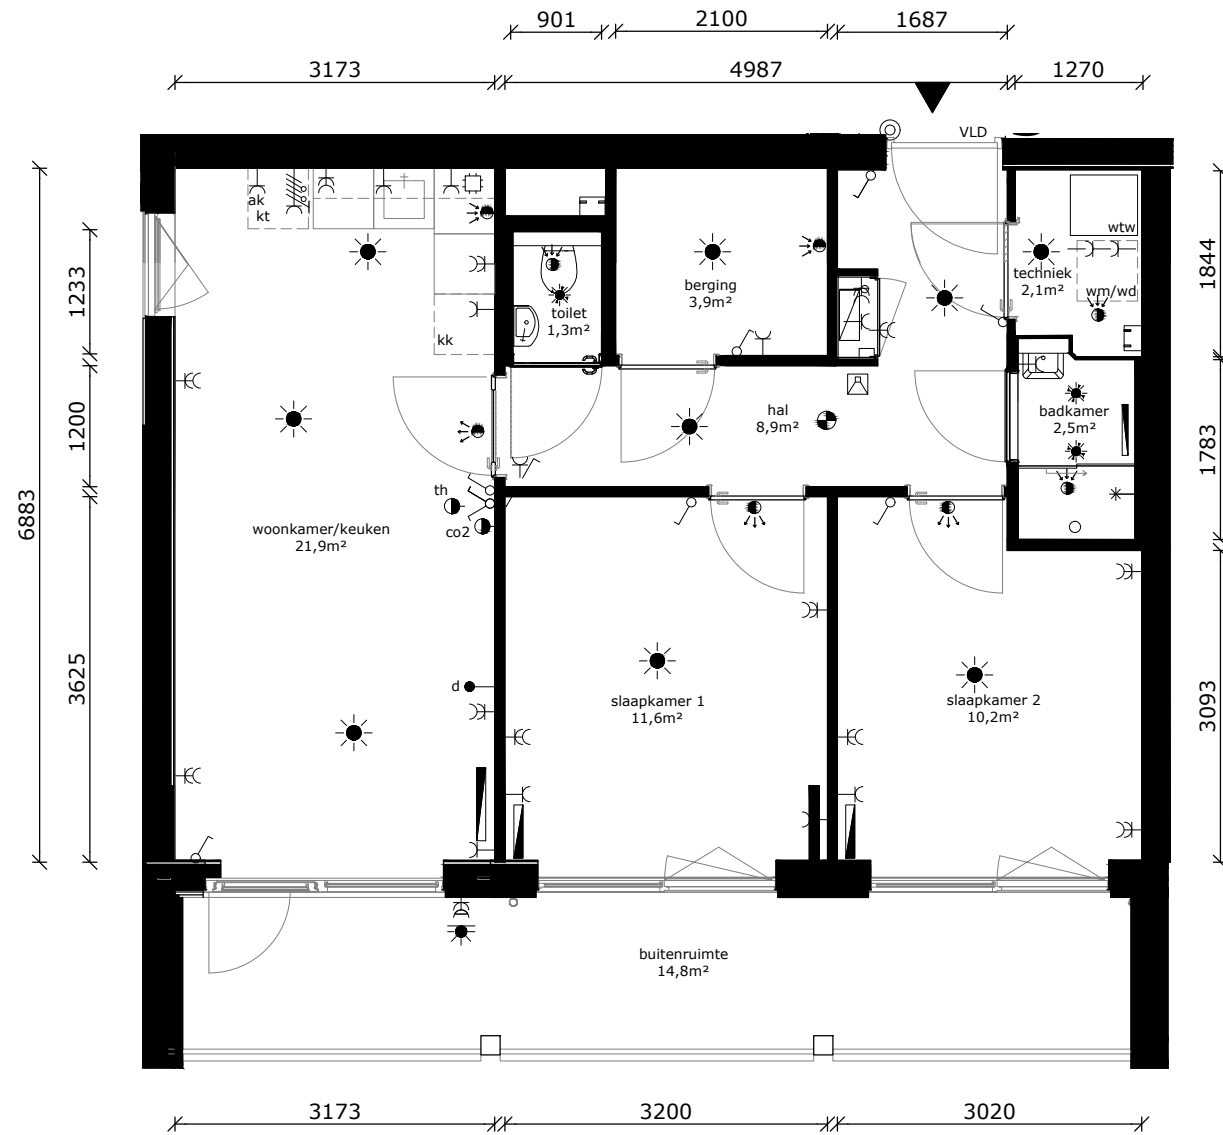 901
2100
1687
3173
4987
1270
VLD
ak
kt
wtw
berging
3,9m²
techniek
2,1m²
wm/wd
toilet
1,3m²
kk
1233
1844
hal
8,9m²
badkamer
2,5m²
1200
1783
6883
th
co2
woonkamer/keuken
21,9m²
3625
d
slaapkamer 1
11,6m²
slaapkamer 2
10,2m²
3093
buitenruimte
14,8m²
3173
3200
3020